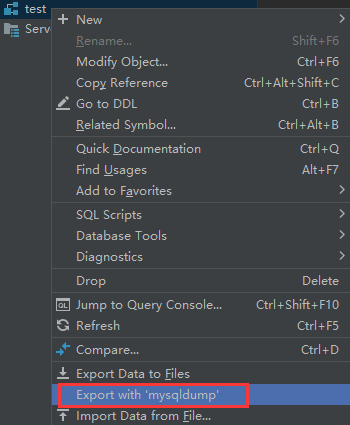 test
Serv
New
Rename... Shift+F6
Modify Object... Ctrl+F6
Copy Reference Ctrl+Alt+Shift+C
Go to DDL Ctrl+B
Related Symbol... Ctrl+Alt+B
Quick Documentation Ctrl+Q
Find Usages Alt+F7
Add to Favorites
SQL Scripts
Database Tools
Diagnostics
Drop Delete
QL Jump to Query Console... Ctrl+Shift+F10
Refresh Ctrl+F5
Compare... Ctrl+D
Export Data to Files
Export with 'mysqldump'
Import Data from File...